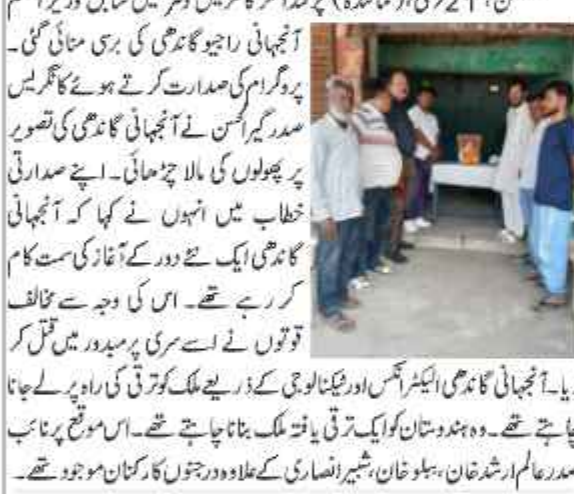 آنجہانی راجیو گاندھی کی برسی منائی گئی۔
پروگرام کی صدارت کرتے ہوئے کانگریس
صدر گیرالحسن نے آنجہانی گاندھی کی تصویر
پر پھولوں کی مالا چڑھائی۔ اپنے صدارتی
خطاب میں انہوں نے کہا کہ آنجہانی
گاندھی ایک نئے دور کے آغاز کی سمت کام
کر رہے تھے۔ اس کی وجہ سے مخالف
قوتوں نے اسے سری پرمبدور میں قتل کر
دیا۔ آنجہانی گاندھی الیکٹرانکس اور ٹیکنالوجی کے ذریعے ملک کو ترقی کی راہ پر لے جانا
چاہتے تھے۔ وہ ہندوستان کو ایک ترقی یافتہ ملک بنانا چاہتے تھے۔ اس موقع پر نائب
صدر عالم ارشد خان، ببلو خان، شبیر انصاری کے علاوہ درجنوں کارکنان موجود تھے۔